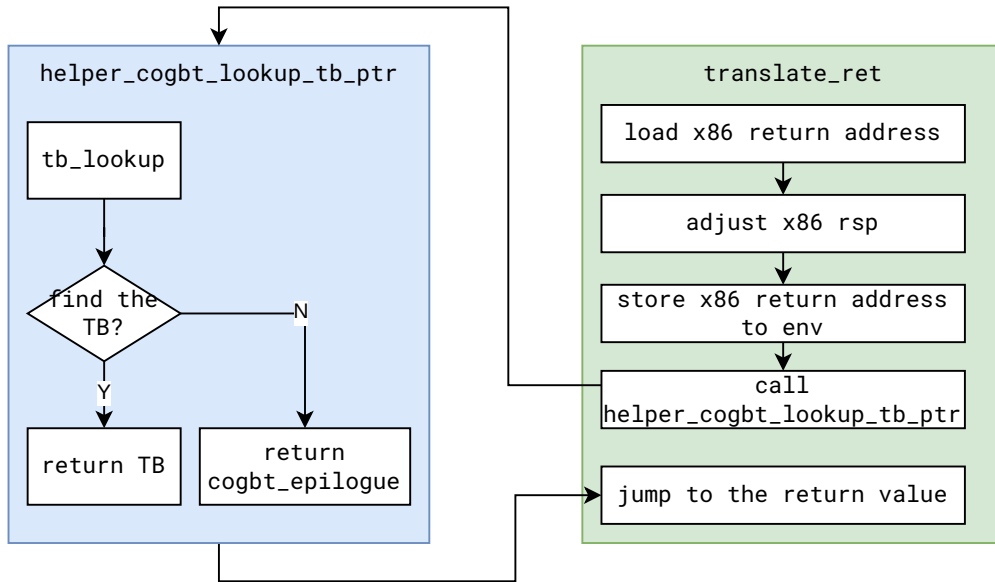 helper_cogbt_lookup_tb_ptr
tb_lookup
find the
TB?
N
Y
return TB
return
cogbt_epilogue
translate_ret
load x86 return address
adjust x86 rsp
store x86 return address
to env
call
helper_cogbt_lookup_tb_ptr
jump to the return value